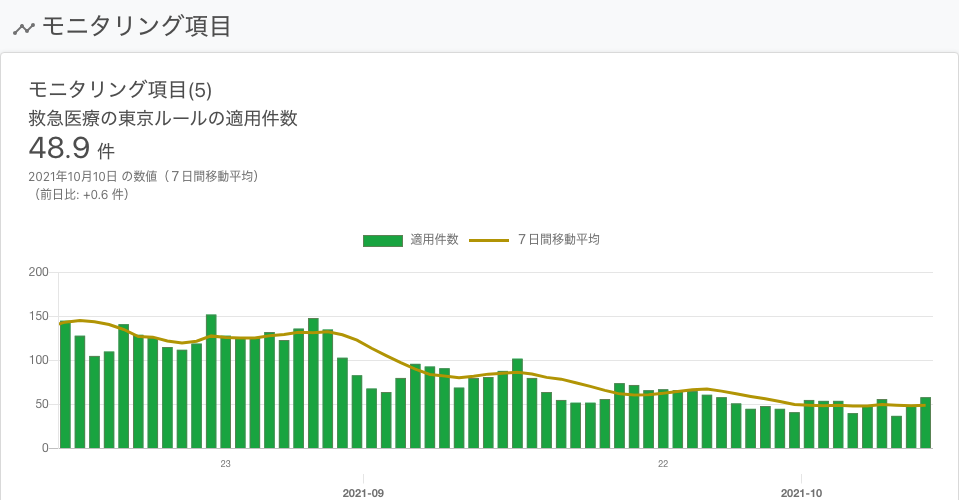 モニタリング項目
モニタリング項目(5)
救急医療の東京ルールの適用件数
48.9 件
2021年10月10日 の数値（７日間移動平均）
（前日比: +0.6 件）
適用件数 ７日間移動平均
200
150
100
50
0
23 22
2021-09 2021-10